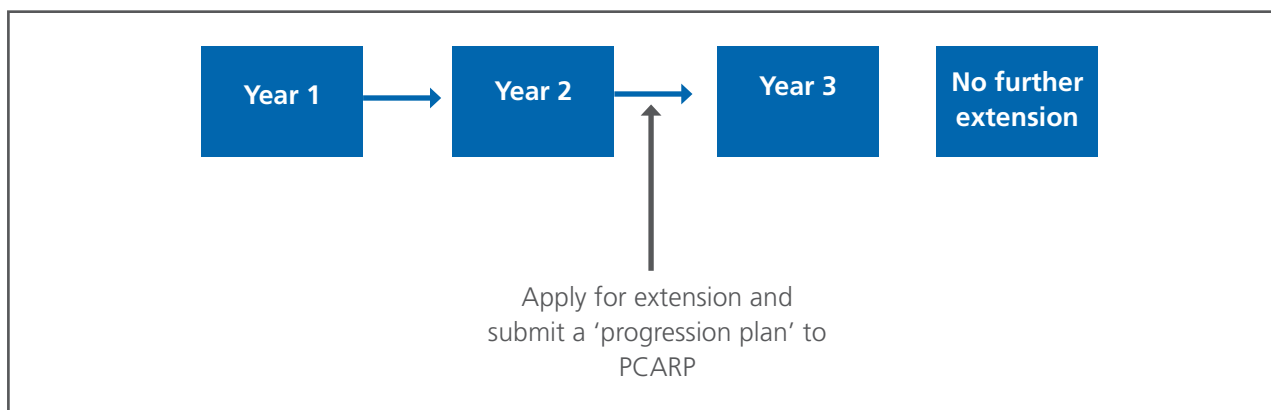 Year 1
Year 2
Year 3
No further
extension
Apply for extension and
submit a ‘progression plan’ to
PCARP